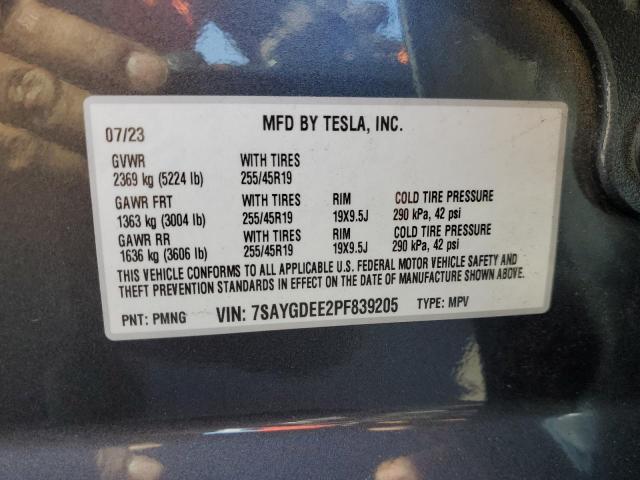 MFD BY TESLA, INC.
07/23
GVWR WITH TIRES
2369 kg (5224 lb) 255/45R19
GAWR FRT WITH TIRES RIM COLD TIRE PRESSURE
1363 kg (3004 lb) 255/45R19 19X9.5J 290 kPa, 42 psi
GAWR RR WITH TIRES RIM COLD TIRE PRESSURE
1636 kg (3606 lb) 255/45R19 19X9.5J 290 kPa, 42 psi
THIS VEHICLE CONFORMS TO ALL APPLICABLE U.S. FEDERAL MOTOR VEHICLE SAFETY AND
THEFT PREVENTION STANDARDS IN EFFECT ON THE DATE OF MANUFACTURE SHOWN ABOVE.
PNT: PMNG VIN: 7SAYGDEE2PF839205 TYPE: MPV